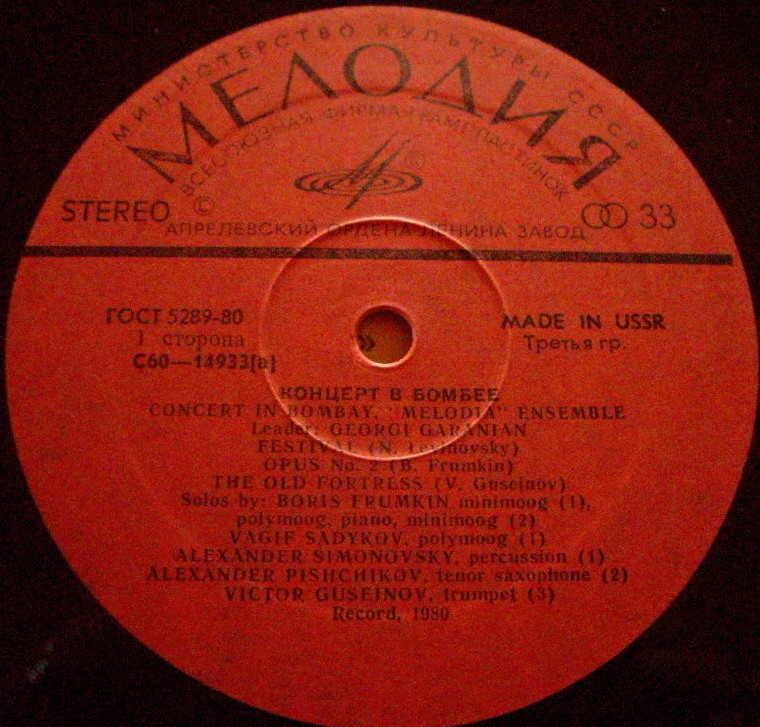 МИНИСТЕРСТВО КУЛЬТУРЫ СССР
МЕЛОДИЯ
ВСЕСОЮЗНАЯ ФИРМА ГРАМПЛАСТИНОК
STEREO
33
АПРЕЛЕВСКИЙ ОРДЕНА ЛЕНИНА ЗАВОД
ГОСТ 5289-80
MADE IN USSR
1 сторона
Третья гр.
С60—14933[a]
КОНЦЕРТ В БОМБЕЕ
CONCERT IN BOMBAY, "MELODIA" ENSEMBLE
Leader: GEORGI GARANIAN
FESTIVAL (N. Levinovsky)
OPUS No. 2 (B. Frumkin)
THE OLD FORTRESS (V. Guseinov)
Solos by: BORIS FRUMKIN minimoog (1),
polymoog, piano, minimoog (2)
VAGIF SADYKOV, polymoog (1)
ALEXANDER SIMONOVSKY, percussion (1)
ALEXANDER PISHCHIKOV, tenor saxophone (2)
VICTOR GUSEINOV, trumpet (3)
Record, 1980